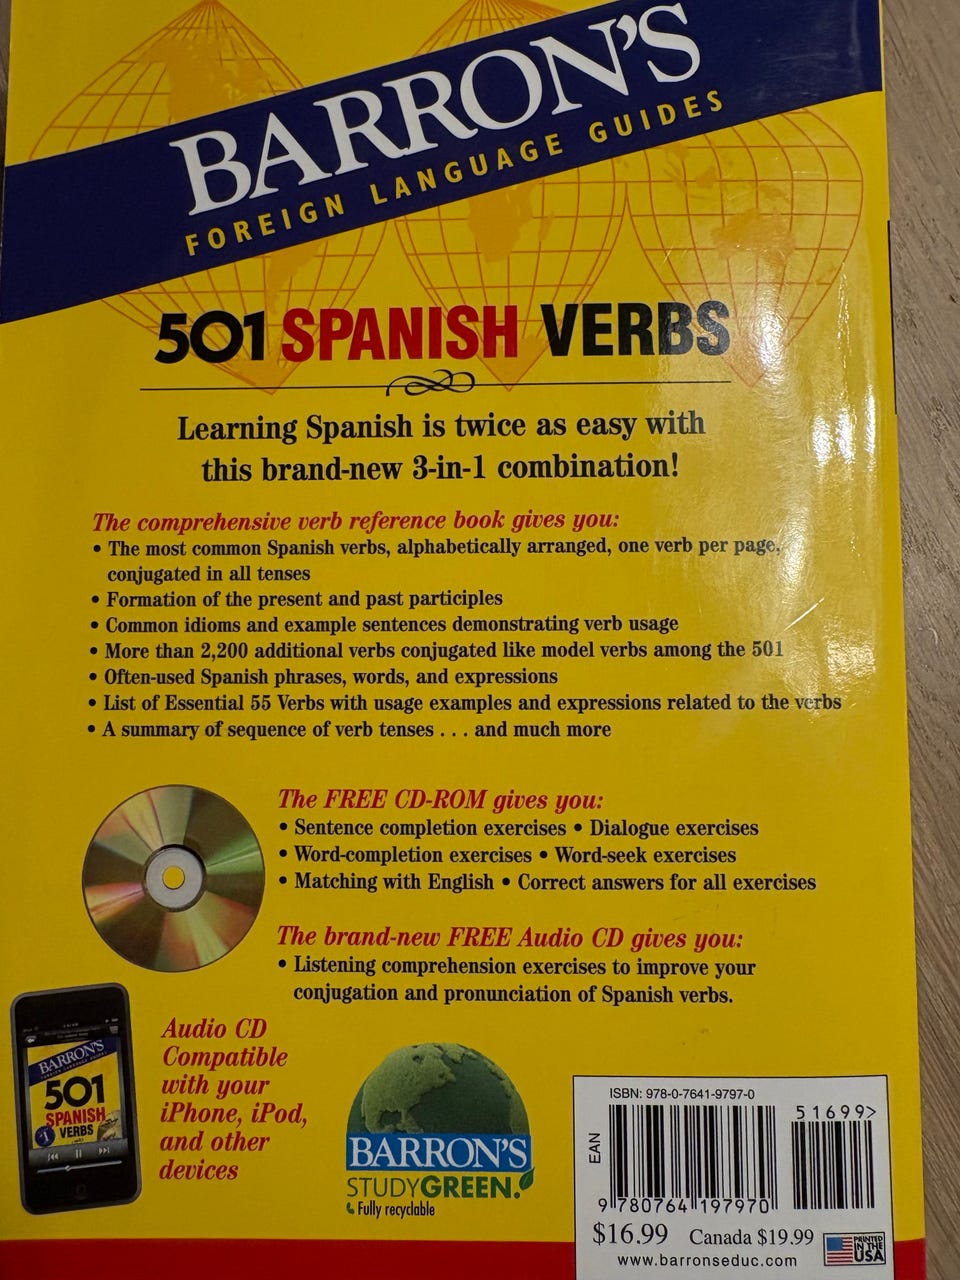 BARRON'S
FOREIGN LANGUAGE GUIDES
501 SPANISH VERBS
Learning Spanish is twice as easy with
this brand-new 3-in-1 combination!
The comprehensive verb reference book gives you:
• The most common Spanish verbs, alphabetically arranged, one verb per page,
conjugated in all tenses
• Formation of the present and past participles
• Common idioms and example sentences demonstrating verb usage
• More than 2,200 additional verbs conjugated like model verbs among the 501
• Often-used Spanish phrases, words, and expressions
• List of Essential 55 Verbs with usage examples and expressions related to the verbs
• A summary of sequence of verb tenses . . . and much more
The FREE CD-ROM gives you:
• Sentence completion exercises • Dialogue exercises
• Word-completion exercises • Word-seek exercises
• Matching with English • Correct answers for all exercises
The brand-new FREE Audio CD gives you:
• Listening comprehension exercises to improve your
conjugation and pronunciation of Spanish verbs.
BARRON'S
501
SPANISH
VERBS
Audio CD
Compatible
with your
iPhone, iPod,
and other
devices
BARRON'S
STUDYGREEN.
Fully recyclable
ISBN: 978-0-7641-9797-0
51699>
EAN
9 780764 197970
$16.99 Canada $19.99
www.barronseduc.com
PRINTED
IN THE
USA